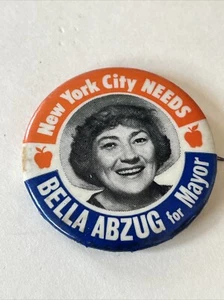 New York City NEEDS
BELLA ABZUG for Mayor